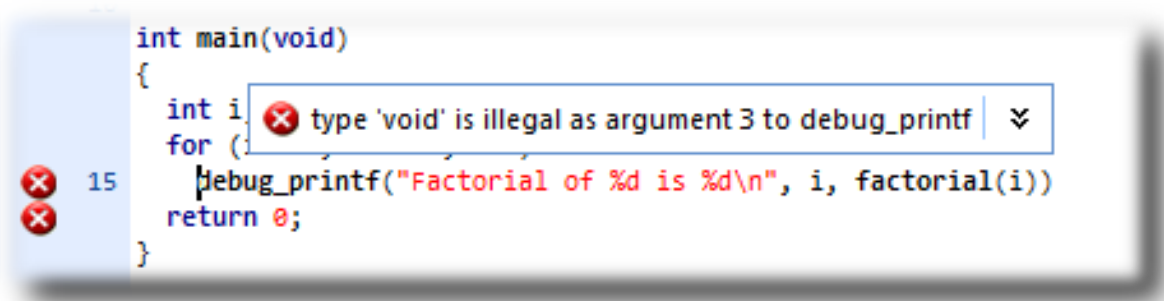 int main(void)
{
int i
type 'void' is illegal as argument 3 to debug_printf
for (
15 debug_printf("Factorial of %d is %d\n", i, factorial(i))
return 0;
}